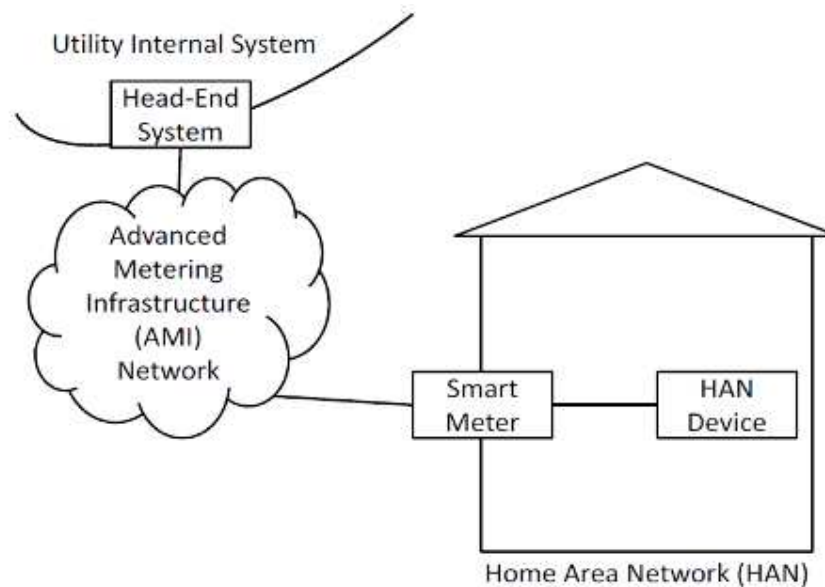 Utility Internal System
Head-End
System
Advanced
Metering
Infrastructure
(AMI)
Network
Smart
Meter
HAN
Device
Home Area Network (HAN)